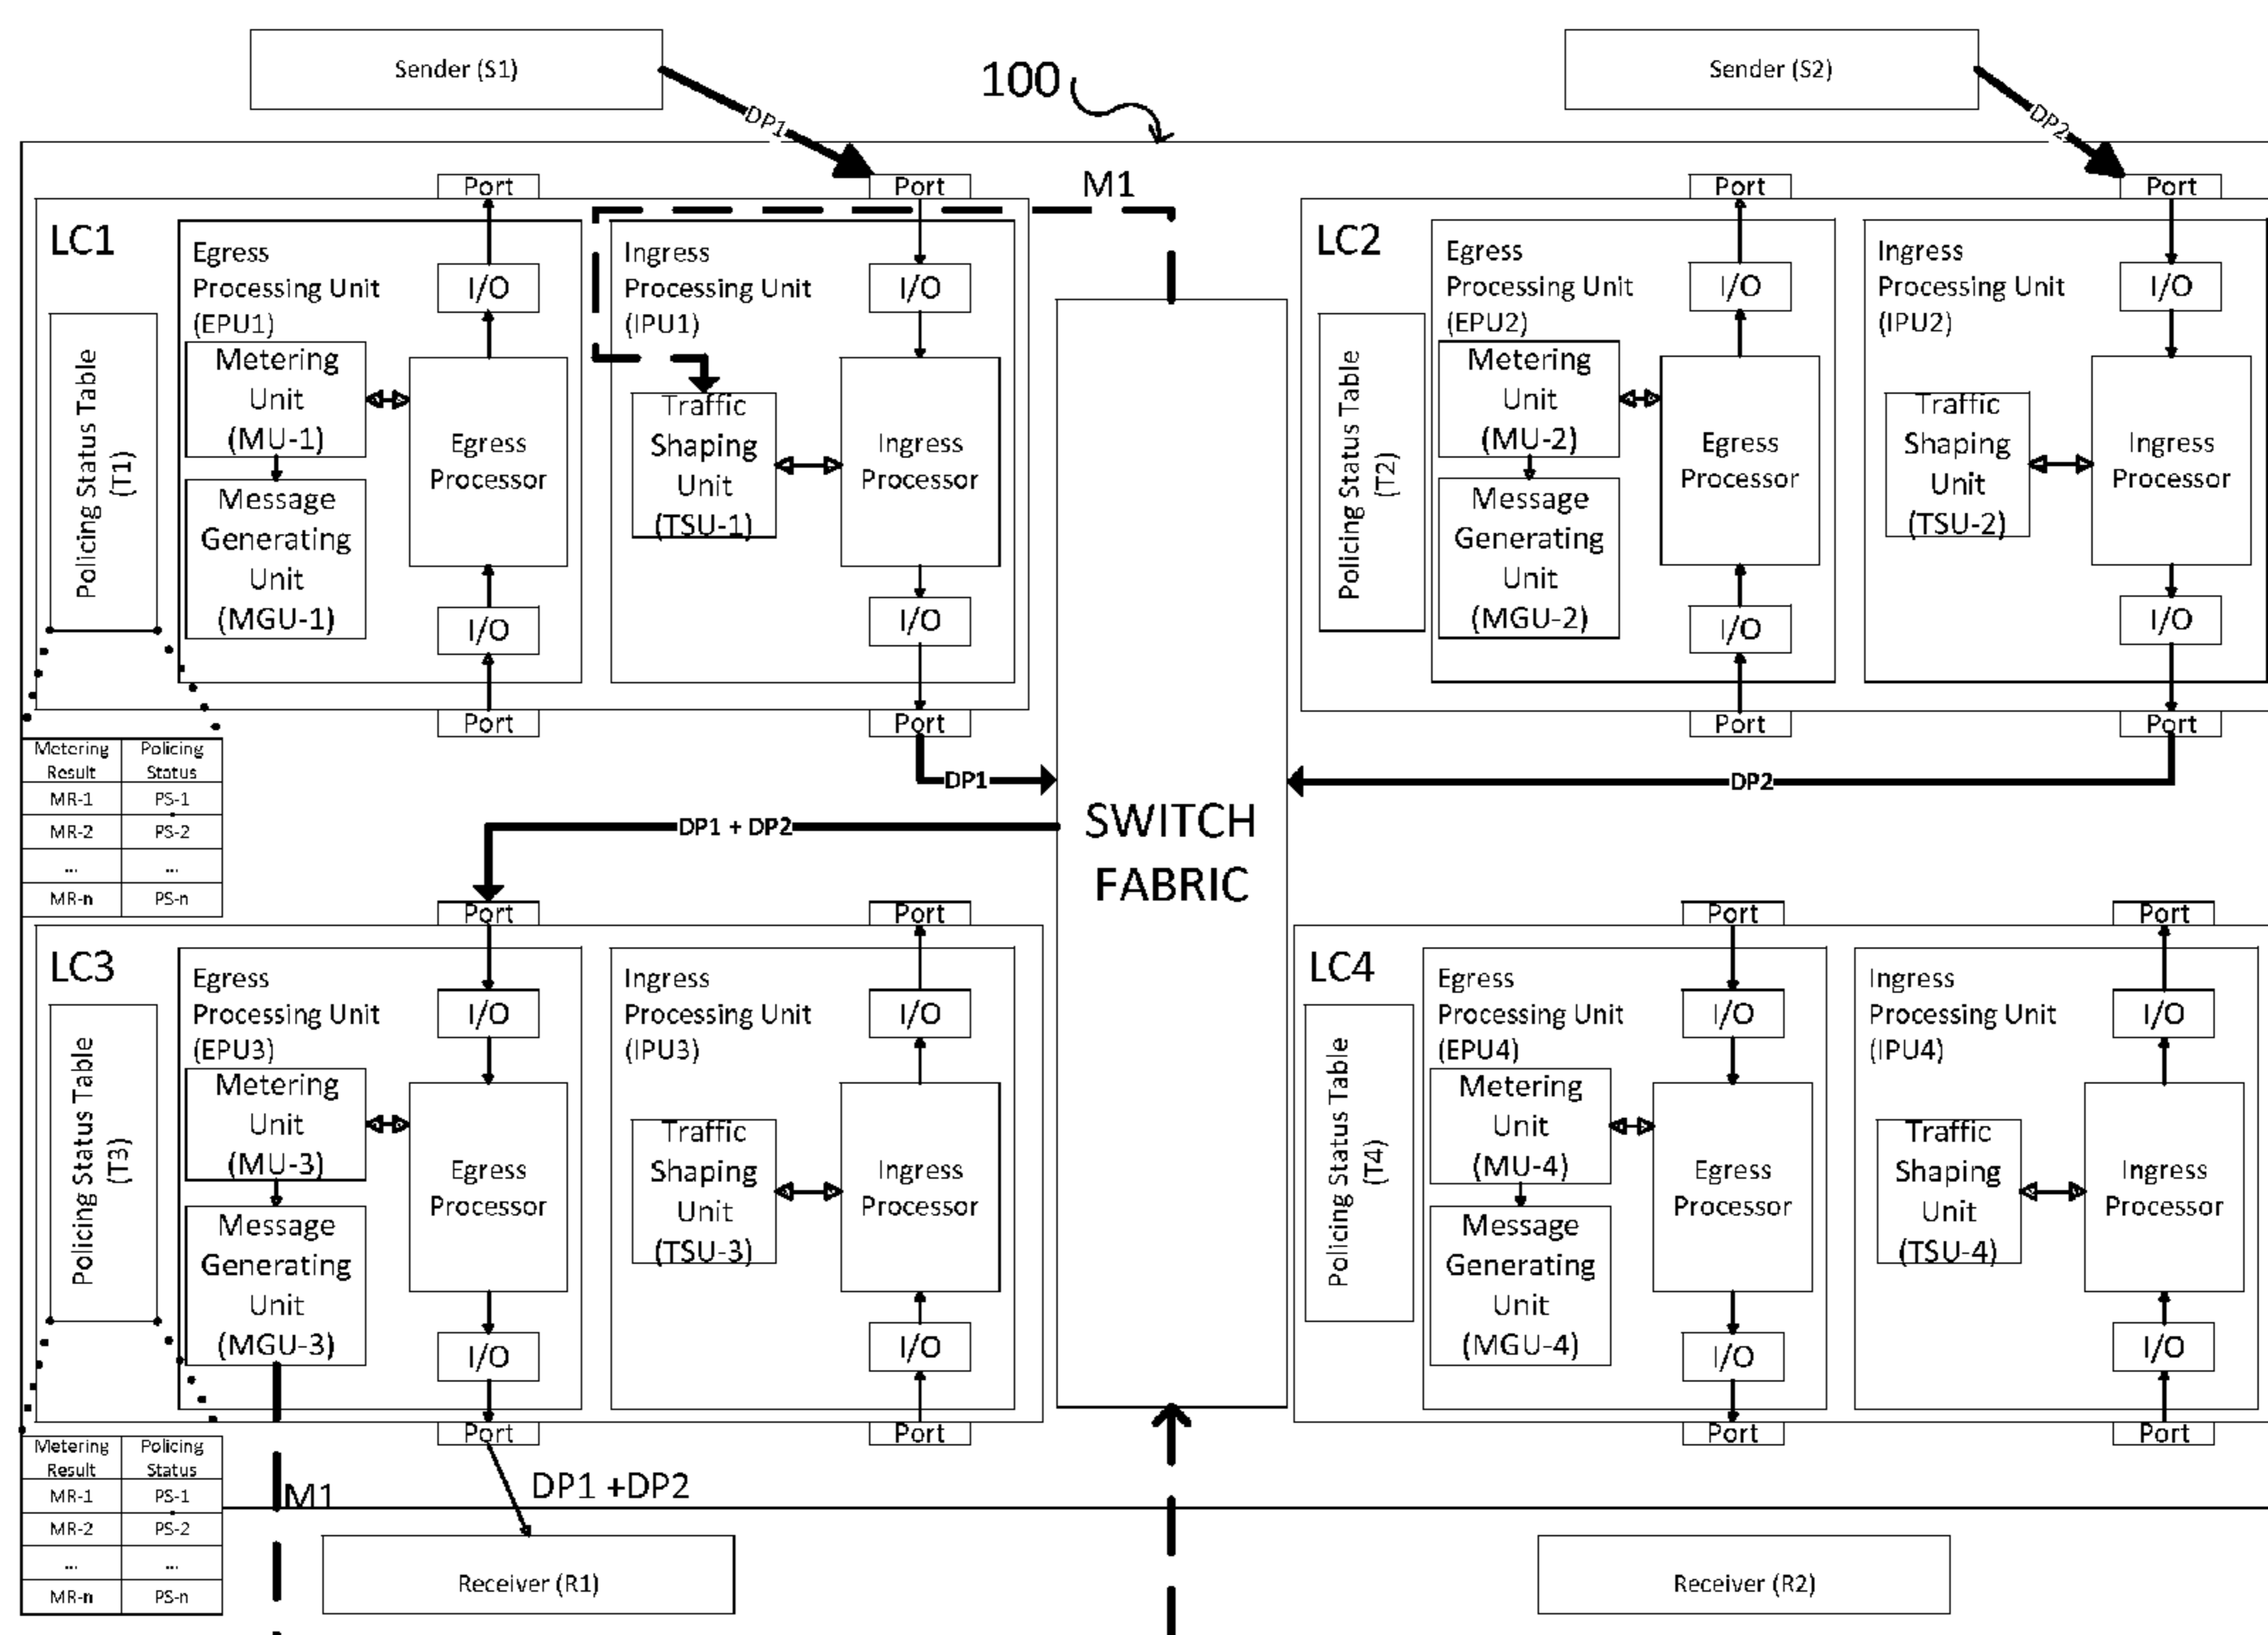 Sender (S1)
100
Sender (S2)
DP1
DP2
Port
Port
M1
Port
Port
LC1
Egress
Processing Unit
(EPU1)
I/O
Ingress
Processing Unit
(IPU1)
I/O
Policing Status Table
(T1)
Metering
Unit
(MU-1)
Message
Generating
Unit
(MGU-1)
Egress
Processor
I/O
Traffic
Shaping
Unit
(TSU-1)
Ingress
Processor
I/O
Port
Port
LC2
Egress
Processing Unit
(EPU2)
I/O
Ingress
Processing Unit
(IPU2)
I/O
Policing Status Table
(T2)
Metering
Unit
(MU-2)
Message
Generating
Unit
(MGU-2)
Egress
Processor
I/O
Traffic
Shaping
Unit
(TSU-2)
Ingress
Processor
I/O
Port
Port
Metering
Result
Policing
Status
MR-1
PS-1
MR-2
PS-2
...
...
MR-n
PS-n
DP1
DP2
DP1 + DP2
SWITCH
FABRIC
Port
Port
Port
Port
LC3
Egress
Processing Unit
(EPU3)
I/O
Ingress
Processing Unit
(IPU3)
I/O
Policing Status Table
(T3)
Metering
Unit
(MU-3)
Message
Generating
Unit
(MGU-3)
Egress
Processor
I/O
Traffic
Shaping
Unit
(TSU-3)
Ingress
Processor
I/O
Port
Port
LC4
Egress
Processing Unit
(EPU4)
I/O
Ingress
Processing Unit
(IPU4)
I/O
Policing Status Table
(T4)
Metering
Unit
(MU-4)
Message
Generating
Unit
(MGU-4)
Egress
Processor
I/O
Traffic
Shaping
Unit
(TSU-4)
Ingress
Processor
I/O
Port
Port
Metering
Result
Policing
Status
MR-1
PS-1
MR-2
PS-2
...
...
MR-n
PS-n
M1
DP1 +DP2
Receiver (R1)
Receiver (R2)